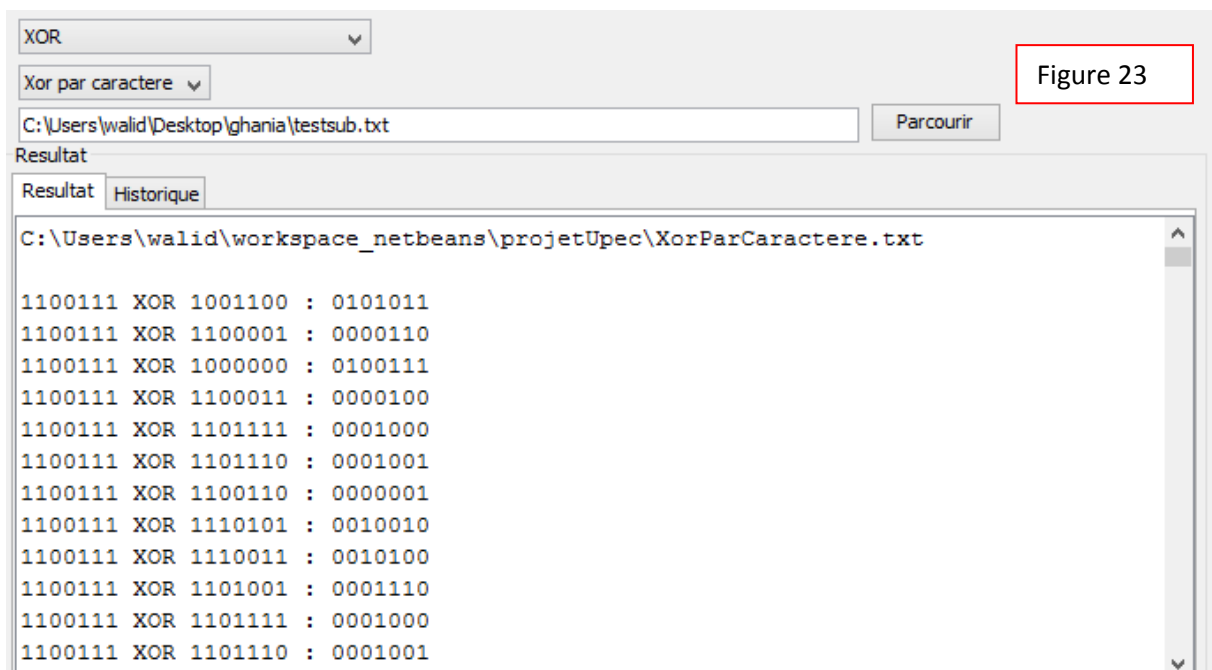 XOR
Xor par caractere
Figure 23
C:\Users\walid\Desktop\ghania\testsub.txt
Parcourir
Resultat
Resultat Historique
C:\Users\walid\workspace_netbeans\projetUpec\XorParCaractere.txt
1100111 XOR 1001100 : 0101011
1100111 XOR 1100001 : 0000110
1100111 XOR 1000000 : 0100111
1100111 XOR 1100011 : 0000100
1100111 XOR 1101111 : 0001000
1100111 XOR 1101110 : 0001001
1100111 XOR 1100110 : 0000001
1100111 XOR 1110101 : 0010010
1100111 XOR 1110011 : 0010100
1100111 XOR 1101001 : 0001110
1100111 XOR 1101111 : 0001000
1100111 XOR 1101110 : 0001001